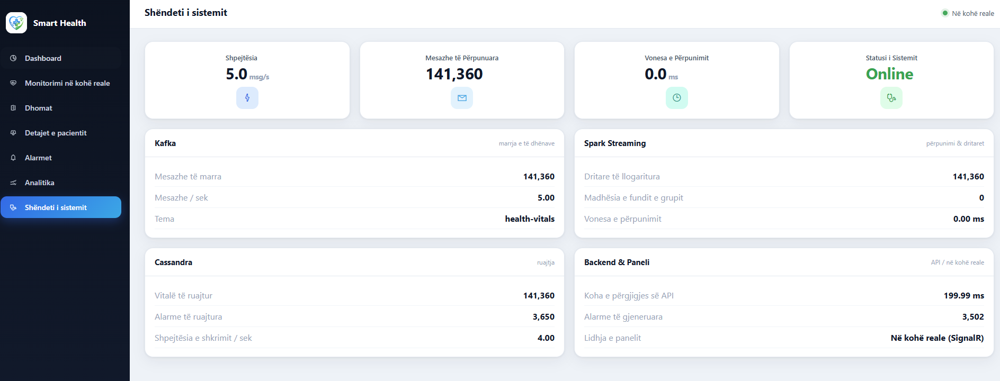 Smart Health
Dashboard
Monitorimi në kohë reale
Dhomat
Detajet e pacientit
Alarmet
Analitika
Shëndeti i sistemit
Shëndeti i sistemit
Në kohë reale
Shpejtësia
5.0 msg/s
Mesazhe të Përpunuara
141,360
Vonesa e Përpunimit
0.0 ms
Statusi i Sistemit
Online
Kafka
marrja e të dhënave
Mesazhe të marra
141,360
Mesazhe / sek
5.00
Tema
health-vitals
Spark Streaming
përpunimi & dritaret
Dritare të llogaritura
141,360
Madhësia e fundit e grupit
0
Vonesa e përpunimit
0.00 ms
Cassandra
ruajtja
Vitalë të ruajtur
141,360
Alarme të ruajtura
3,650
Shpejtësia e shkrimit / sek
4.00
Backend & Paneli
API / në kohë reale
Koha e përgjigjes së API
199.99 ms
Alarme të gjeneruara
3,502
Lidhja e panelit
Në kohë reale (SignalR)